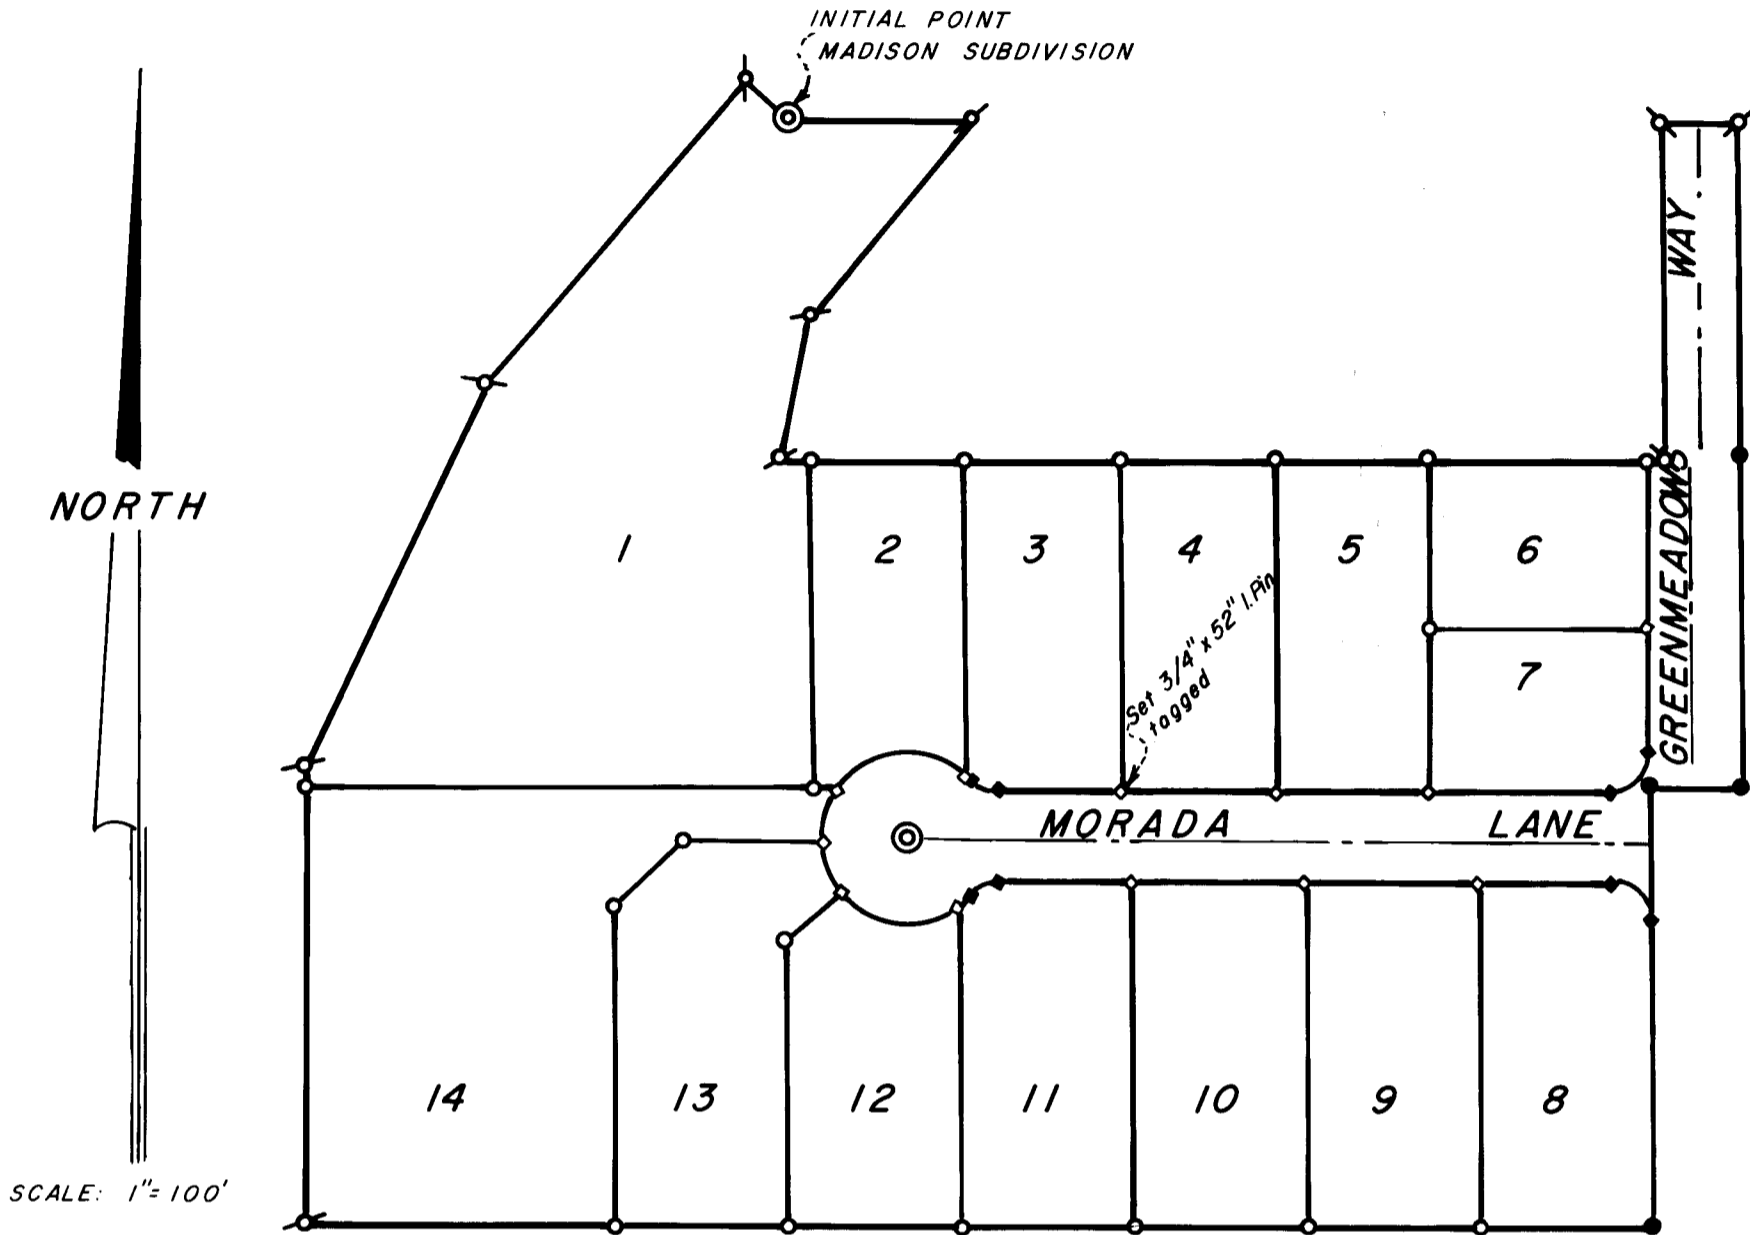 INITIAL POINT
MADISON SUBDIVISION
WAY
NORTH
1
2
3
4
5
6
Set 3/4" x 52" I.Pin
tagged
7
GREENMEADOWS
MORADA LANE
14
13
12
11
10
9
8
SCALE: 1"=100'